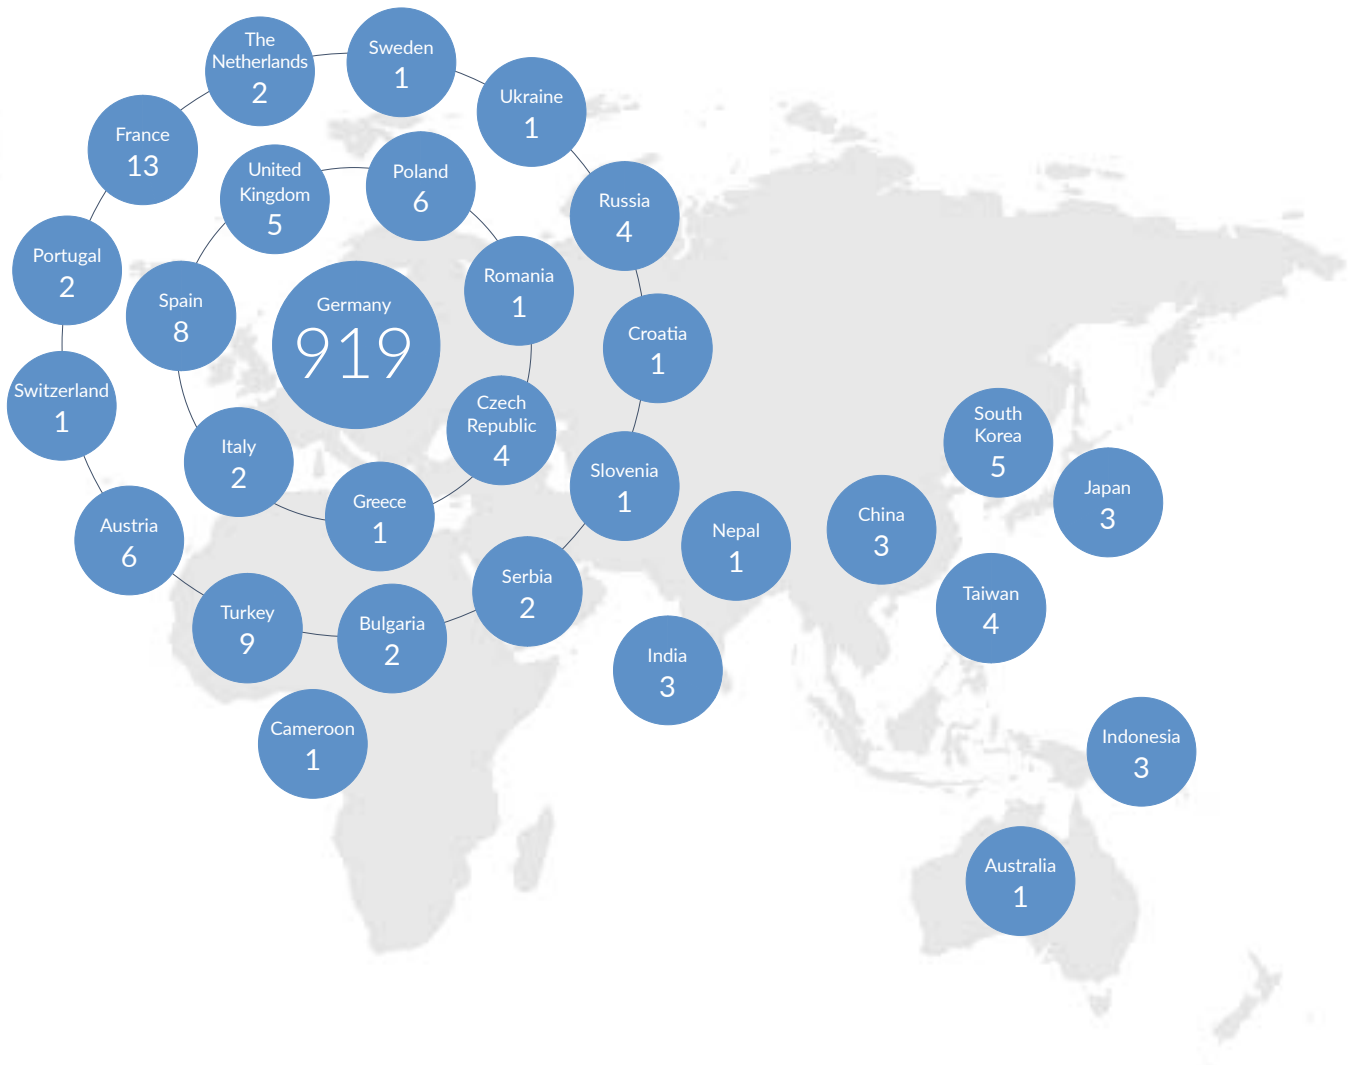 The
Netherlands
2
Sweden
1
Ukraine
1
France
13
United
Kingdom
5
Poland
6
Russia
4
Portugal
2
Spain
8
Germany
919
Romania
1
Croatia
1
Switzerland
1
Italy
2
Czech
Republic
4
Greece
1
Slovenia
1
Austria
6
Turkey
9
Bulgaria
2
Serbia
2
Cameroon
1
Nepal
1
India
3
China
3
South
Korea
5
Japan
3
Taiwan
4
Indonesia
3
Australia
1